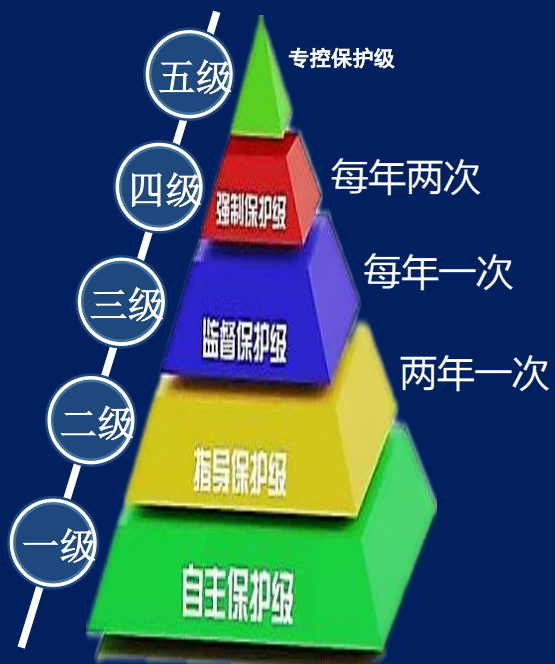 五级
专控保护级
四级
强制保护级
每年两次
三级
监督保护级
每年一次
二级
指导保护级
两年一次
一级
自主保护级